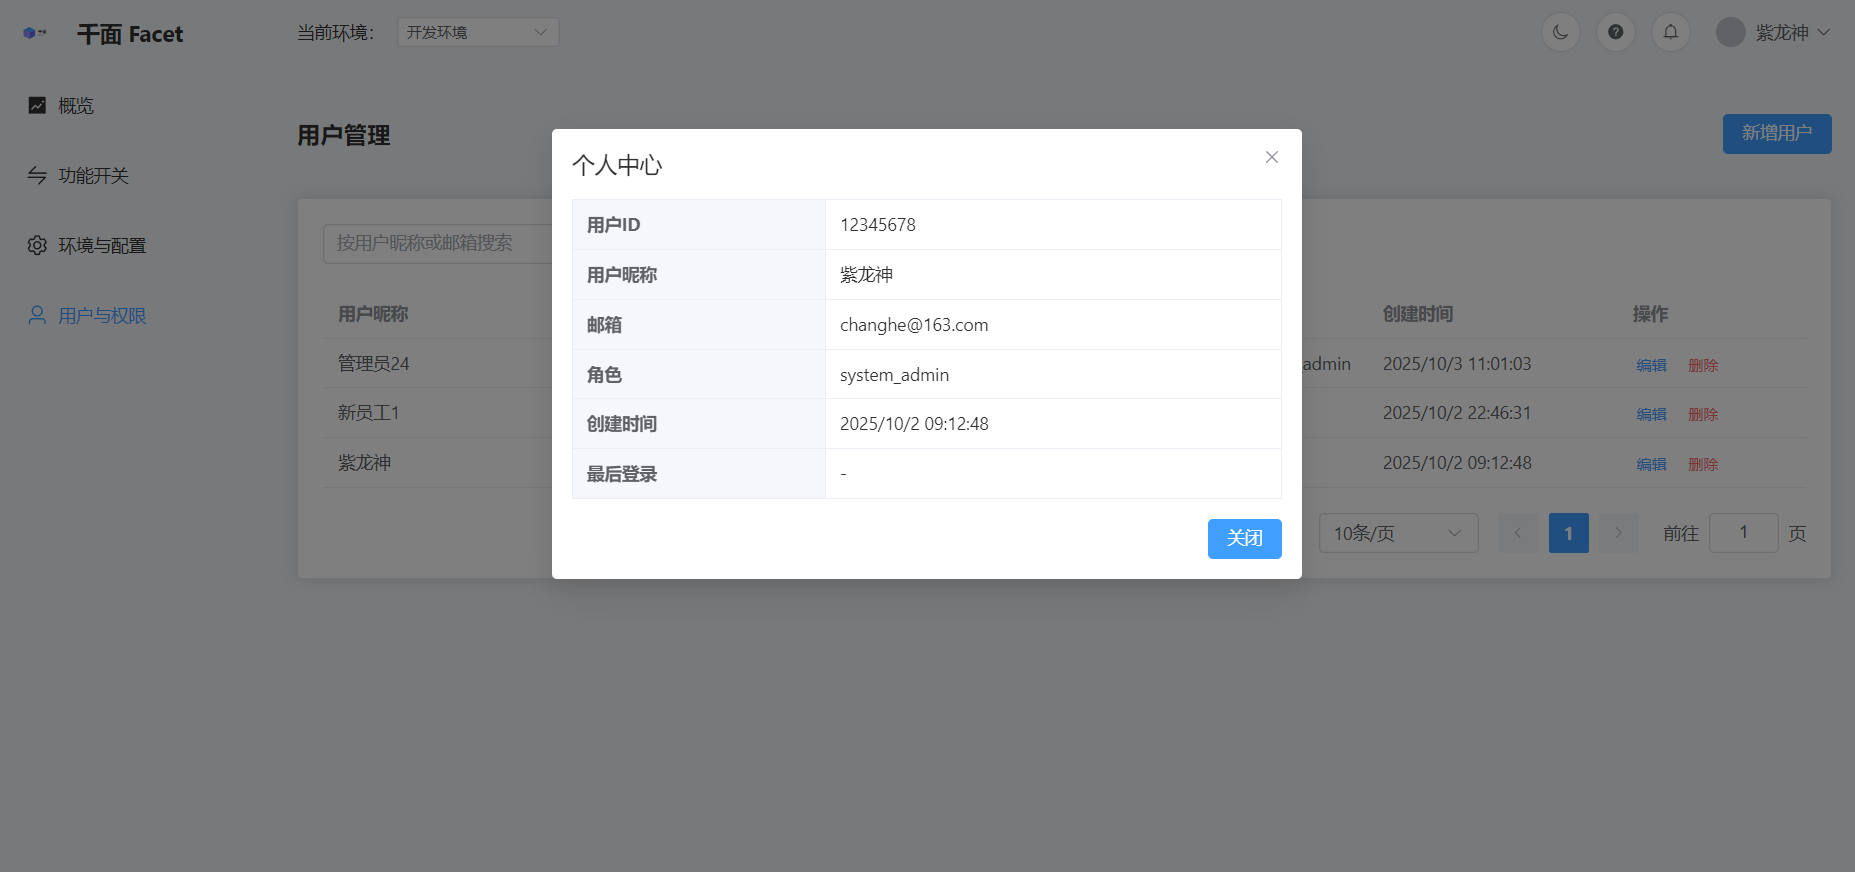 千面 Facet
当前环境： 开发环境
紫龙神
概览
功能开关
环境与配置
用户与权限
用户管理
新增用户
按用户昵称或邮箱搜索
用户昵称 创建时间 操作
管理员24 admin 2025/10/3 11:01:03 编辑 删除
新员工1 2025/10/2 22:46:31 编辑 删除
紫龙神 2025/10/2 09:12:48 编辑 删除
10条/页 1 前往 1 页
个人中心
用户ID 12345678
用户昵称 紫龙神
邮箱 changhe@163.com
角色 system_admin
创建时间 2025/10/2 09:12:48
最后登录 -
关闭